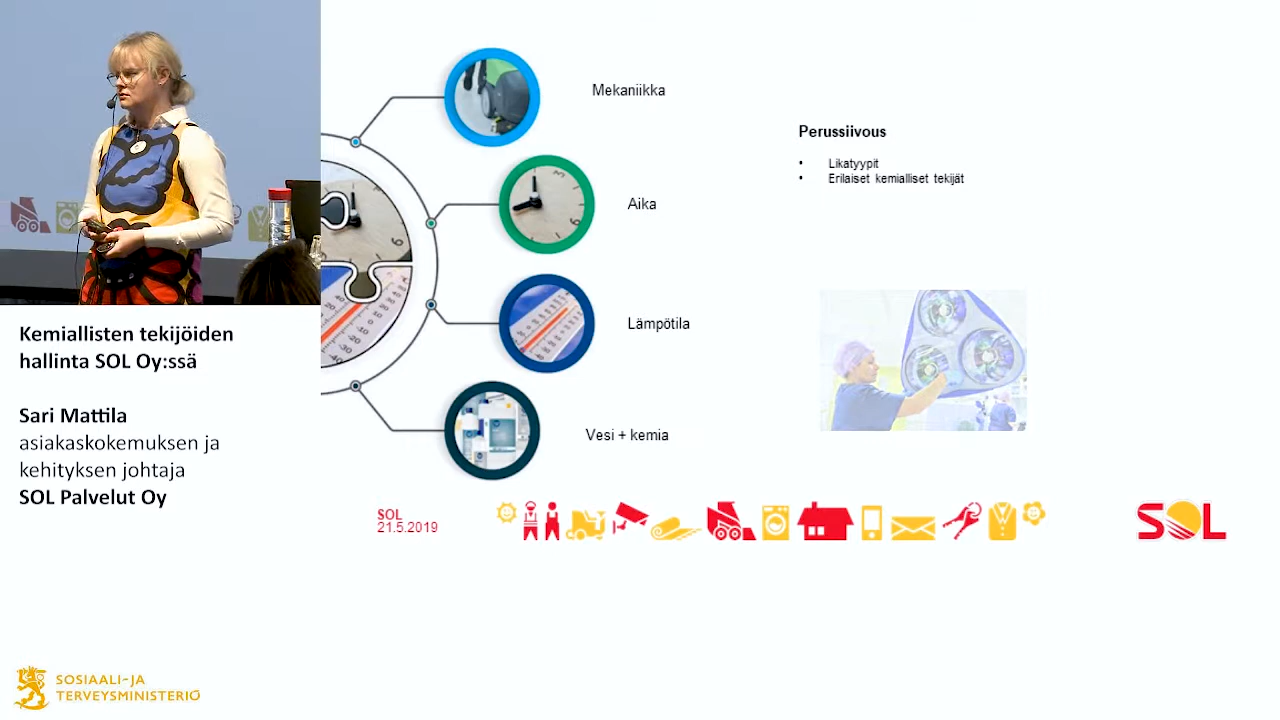 Mekaniikka
Perussiivous
• Likatyypit
• Erilaiset kemialliset tekijät
Aika
Lämpötila
Vesi + kemia
Kemiallisten tekijöiden
hallinta SOL Oy:ssä
Sari Mattila
asiakaskokemuksen ja
kehityksen johtaja
SOL Palvelut Oy
SOL
21.5.2019
SOL
SOSIAALI- JA
TERVEYSMINISTERIÖ